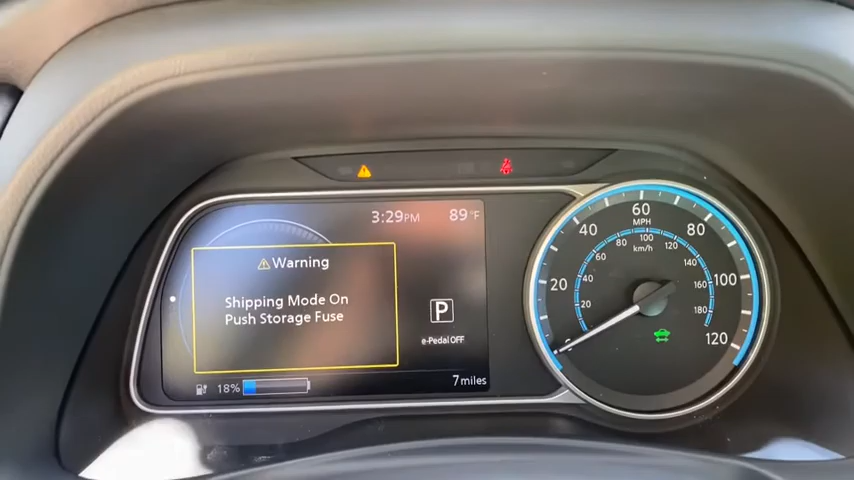 3:29PM 89°F
Warning
Shipping Mode On
Push Storage Fuse
P
e-Pedal OFF
18%
7miles
20
40
60
80
100
120
MPH
km/h
20
40
60
80
100
120
140
160
180